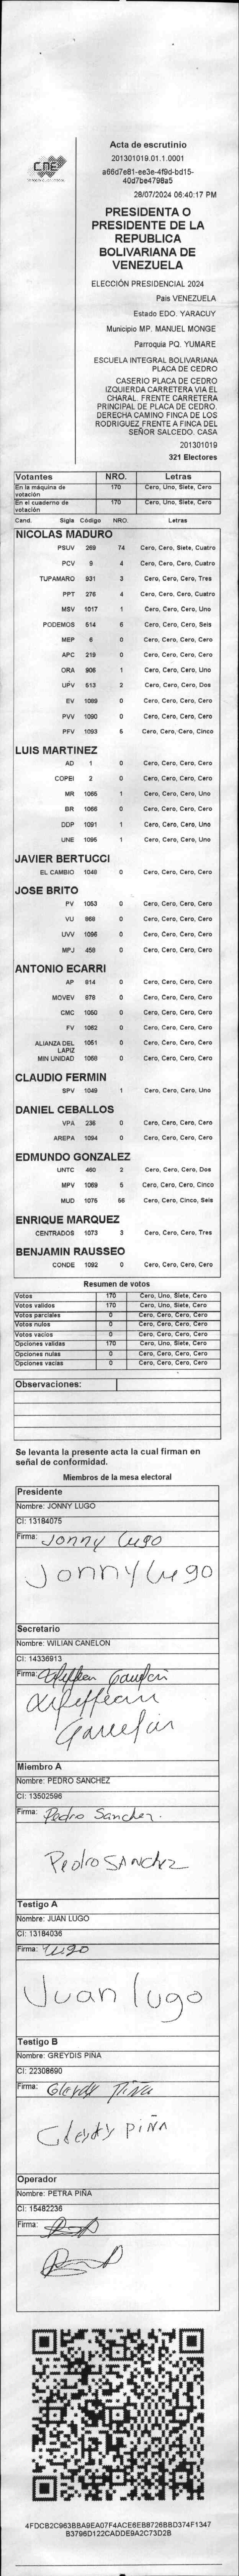 CNE
Acta de escrutinio
201301019.01.1.0001
a66d7e81-ee3e-4f9d-bd15-
40d7be4798a5
28/07/2024 06:40:17 PM
PRESIDENTA O
PRESIDENTE DE LA
REPUBLICA
BOLIVARIANA DE
VENEZUELA
ELECCIÓN PRESIDENCIAL 2024
Pais VENEZUELA
Estado EDO. YARACUY
Municipio MP. MANUEL MONGE
Parroquia PQ. YUMARE
ESCUELA INTEGRAL BOLIVARIANA
PLACA DE CEDRO
CASERIO PLACA DE CEDRO
IZQUIERDA CARRETERA VIA EL
CHARAL. FRENTE CARRETERA
PRINCIPAL DE PLACA DE CEDRO.
DERECHA CAMINO FINCA DE LOS
RODRIGUEZ FRENTE A FINCA DEL
SEÑOR SALCEDO. CASA
201301019
321 Electores
Votantes NRO. Letras
En la máquina de votación 170 Cero, Uno, Siete, Cero
En el cuaderno de votación 170 Cero, Uno, Siete, Cero
Cand. Sigla Código NRO. Letras
NICOLAS MADURO
PSUV 269 74 Cero, Cero, Siete, Cuatro
PCV 9 4 Cero, Cero, Cero, Cuatro
TUPAMARO 931 3 Cero, Cero, Cero, Tres
PPT 276 4 Cero, Cero, Cero, Cuatro
MSV 1017 1 Cero, Cero, Cero, Uno
PODEMOS 514 6 Cero, Cero, Cero, Seis
MEP 6 0 Cero, Cero, Cero, Cero
APC 219 0 Cero, Cero, Cero, Cero
ORA 906 1 Cero, Cero, Cero, Uno
UPV 513 2 Cero, Cero, Cero, Dos
EV 1089 0 Cero, Cero, Cero, Cero
PVV 1090 0 Cero, Cero, Cero, Cero
PFV 1093 5 Cero, Cero, Cero, Cinco
LUIS MARTINEZ
AD 1 0 Cero, Cero, Cero, Cero
COPEI 2 0 Cero, Cero, Cero, Cero
MR 1065 1 Cero, Cero, Cero, Uno
BR 1066 0 Cero, Cero, Cero, Cero
DDP 1091 1 Cero, Cero, Cero, Uno
UNE 1095 1 Cero, Cero, Cero, Uno
JAVIER BERTUCCI
EL CAMBIO 1048 0 Cero, Cero, Cero, Cero
JOSE BRITO
PV 1053 0 Cero, Cero, Cero, Cero
VU 868 0 Cero, Cero, Cero, Cero
UVV 1096 0 Cero, Cero, Cero, Cero
MPJ 458 0 Cero, Cero, Cero, Cero
ANTONIO ECARRI
AP 814 0 Cero, Cero, Cero, Cero
MOVEV 978 0 Cero, Cero, Cero, Cero
CMC 1050 0 Cero, Cero, Cero, Cero
FV 1052 0 Cero, Cero, Cero, Cero
ALIANZA DEL LAPIZ 1051 0 Cero, Cero, Cero, Cero
MIN UNIDAD 1068 0 Cero, Cero, Cero, Cero
CLAUDIO FERMIN
SPV 1049 1 Cero, Cero, Cero, Uno
DANIEL CEBALLOS
VPA 236 0 Cero, Cero, Cero, Cero
AREPA 1094 0 Cero, Cero, Cero, Cero
EDMUNDO GONZALEZ
UNTC 460 2 Cero, Cero, Cero, Dos
MPV 1069 5 Cero, Cero, Cero, Cinco
MUD 1075 56 Cero, Cero, Cinco, Seis
ENRIQUE MARQUEZ
CENTRADOS 1073 3 Cero, Cero, Cero, Tres
BENJAMIN RAUSSEO
CONDE 1092 0 Cero, Cero, Cero, Cero
Resumen de votos
Votos 170 Cero, Uno, Siete, Cero
Votos validos 170 Cero, Uno, Siete, Cero
Votos parciales 0 Cero, Cero, Cero, Cero
Votos nulos 0 Cero, Cero, Cero, Cero
Votos vacios 0 Cero, Cero, Cero, Cero
Opciones validas 170 Cero, Uno, Siete, Cero
Opciones nulas 0 Cero, Cero, Cero, Cero
Opciones vacias 0 Cero, Cero, Cero, Cero
Observaciones:
Se levanta la presente acta la cual firman en
señal de conformidad.
Miembros de la mesa electoral
Presidente
Nombre: JONNY LUGO
CI: 13184075
Firma: Jonny Lugo
Jonny Lugo
Secretario
Nombre: WILIAN CANELON
CI: 14336913
Firma:
Miembro A
Nombre: PEDRO SANCHEZ
CI: 13502596
Firma: Pedro Sanchez.
Pedro SANchez
Testigo A
Nombre: JUAN LUGO
CI: 13184036
Firma: Lugo
Juan lugo
Testigo B
Nombre: GREYDIS PIÑA
CI: 22308690
Firma: Piña
Piña
Operador
Nombre: PETRA PIÑA
CI: 15482236
Firma:
4FDCB2C963BBA9EA07F4ACE6EB8726BBD374F1347
B3796D122CADDE9A2C73D2B